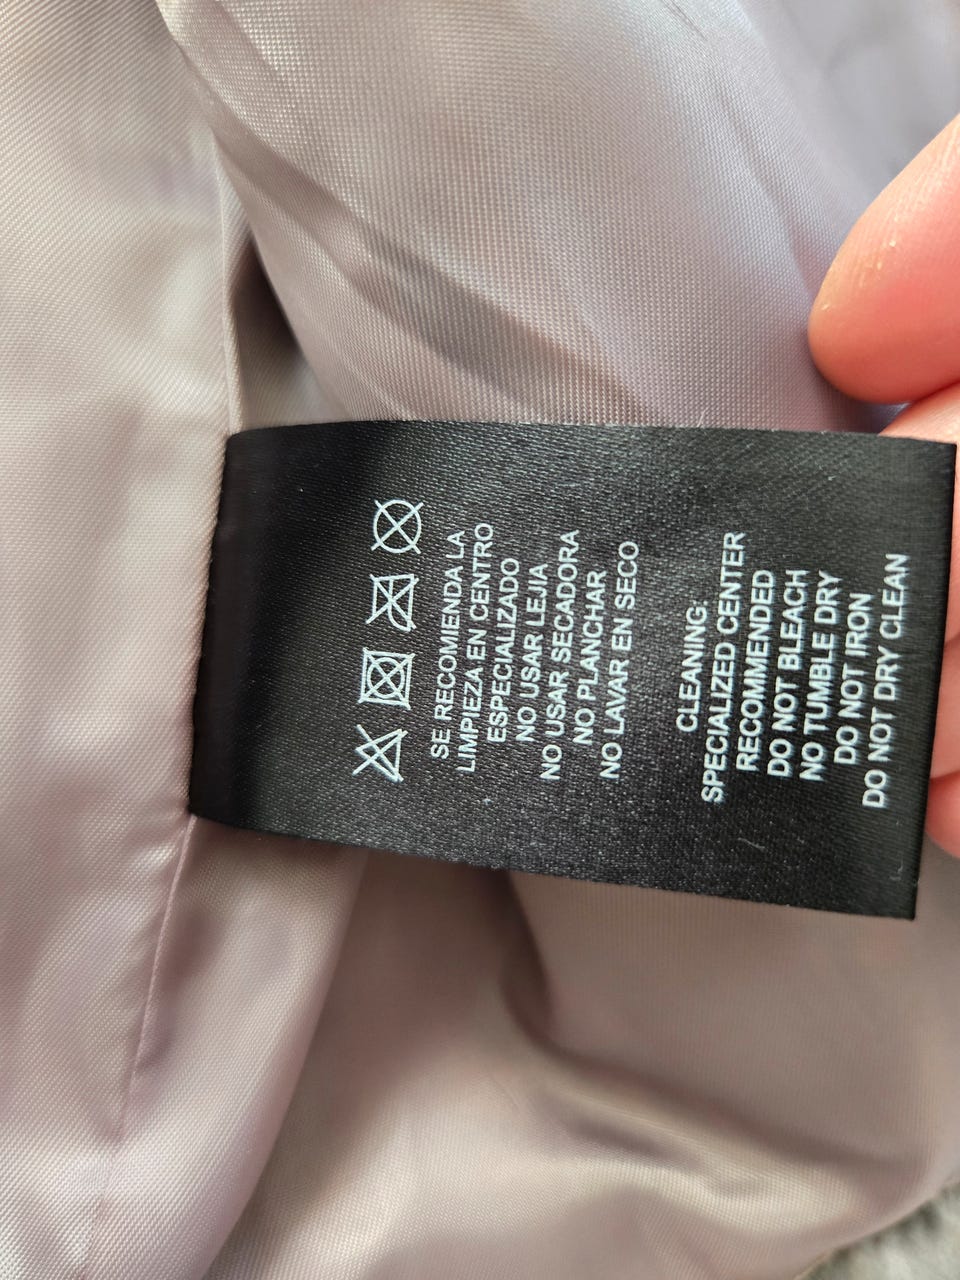 SE RECOMIENDA LA
LIMPIEZA EN CENTRO
ESPECIALIZADO
NO USAR LEJIA
NO USAR SECADORA
NO PLANCHAR
NO LAVAR EN SECO
CLEANING:
SPECIALIZED CENTER
RECOMMENDED
DO NOT BLEACH
NO TUMBLE DRY
DO NOT IRON
DO NOT DRY CLEAN